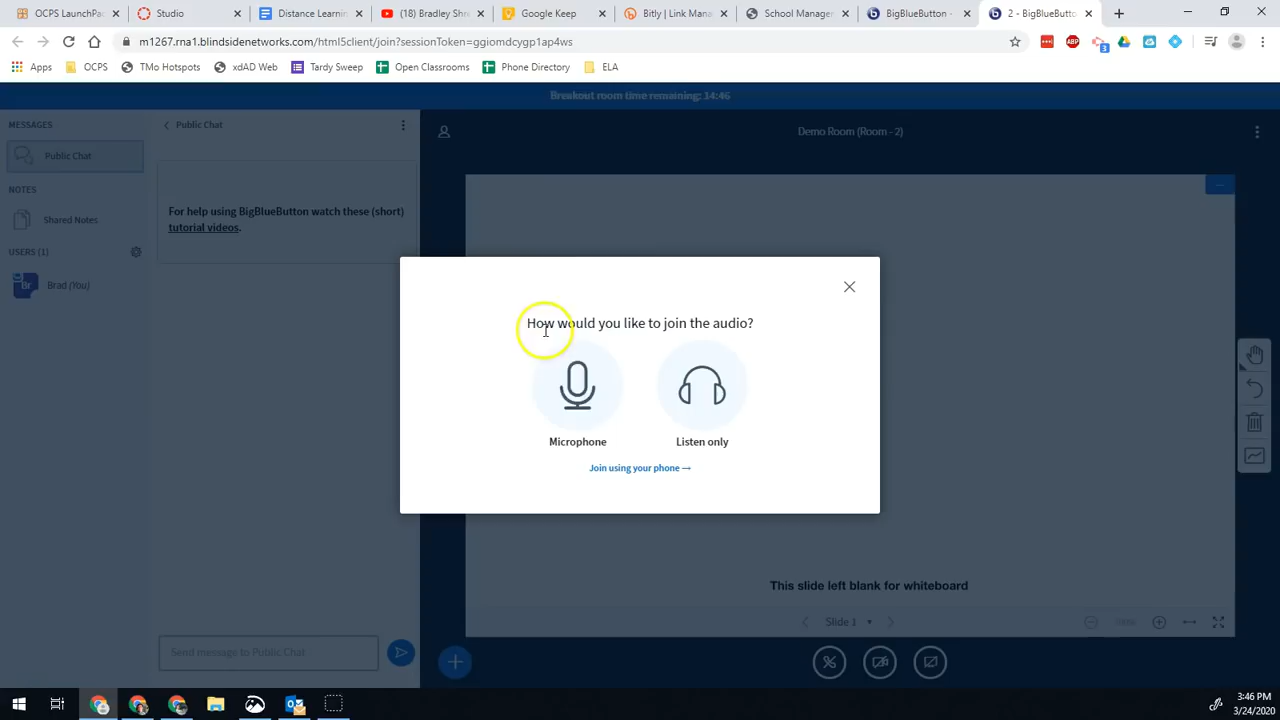 OCPS LaunchPac
Studio
Distance Learni
(18) Bradley Shr
Google Keep
Bitly | Link Mana
School Manager
BigBlueButton -
2 - BigBlueButto
m1267.rna1.blindsidenetworks.com/html5client/join?sessionToken=ggiomdcygp1ap4ws
Apps
OCPS
TMo Hotspots
xdAD Web
Tardy Sweep
Open Classrooms
Phone Directory
ELA
Breakout room time remaining: 14:46
MESSAGES
Public Chat
Public Chat
Demo Room (Room - 2)
NOTES
Shared Notes
For help using BigBlueButton watch these (short)
tutorial videos.
USERS (1)
Br
Brad (You)
How would you like to join the audio?
Microphone
Listen only
Join using your phone →
This slide left blank for whiteboard
Slide 1
100%
Send message to Public Chat
3:46 PM
3/24/2020